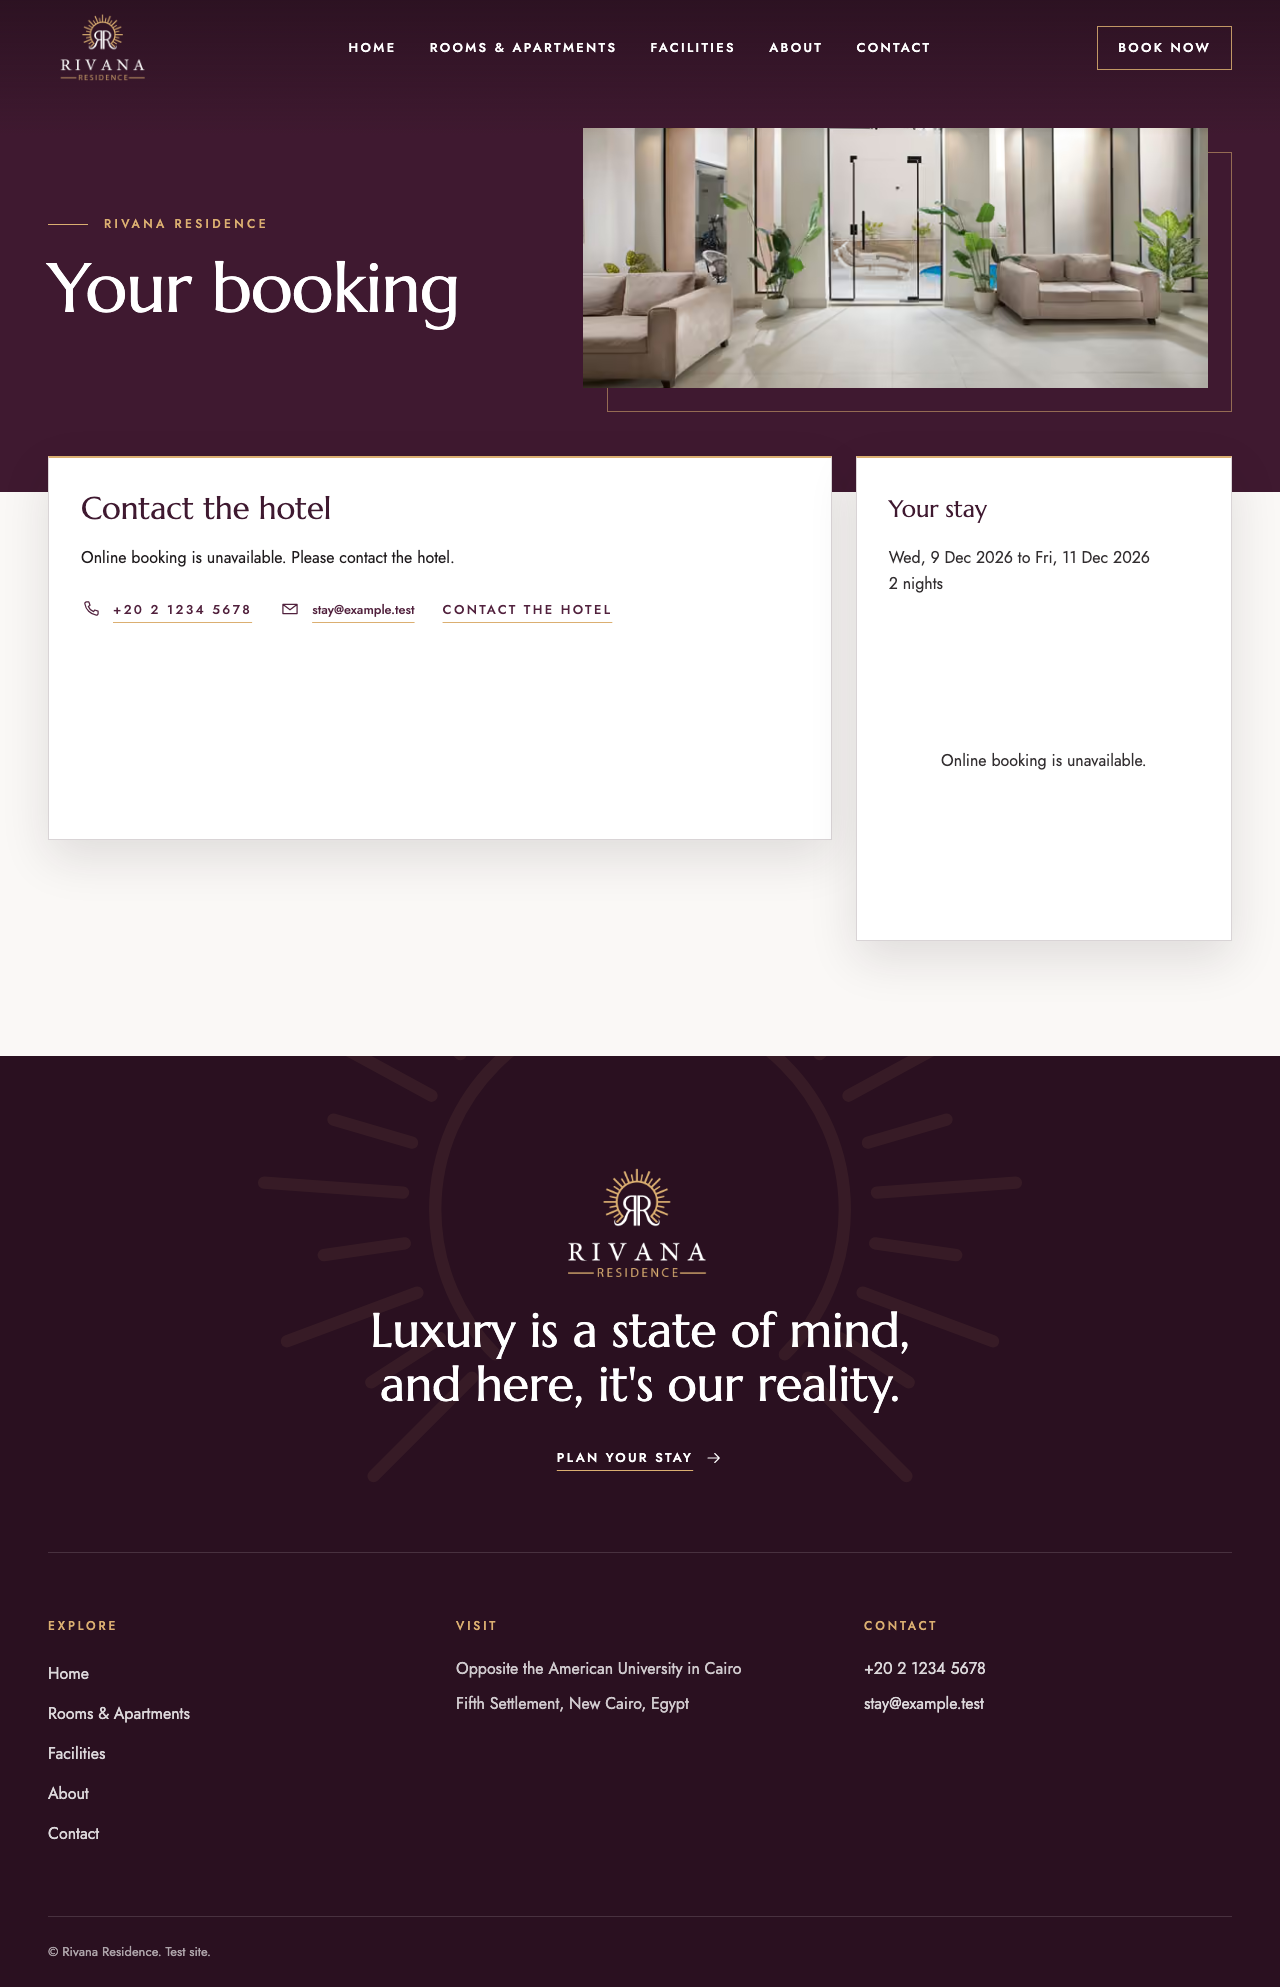 RIVANA
RESIDENCE
HOME
ROOMS & APARTMENTS
FACILITIES
ABOUT
CONTACT
BOOK NOW
RIVANA RESIDENCE
Your booking
Contact the hotel
Online booking is unavailable. Please contact the hotel.
+20 2 1234 5678
stay@example.test
CONTACT THE HOTEL
Your stay
Wed, 9 Dec 2026 to Fri, 11 Dec 2026
2 nights
Online booking is unavailable.
RIVANA
RESIDENCE
Luxury is a state of mind,
and here, it's our reality.
PLAN YOUR STAY
EXPLORE
Home
Rooms & Apartments
Facilities
About
Contact
VISIT
Opposite the American University in Cairo
Fifth Settlement, New Cairo, Egypt
CONTACT
+20 2 1234 5678
stay@example.test
© Rivana Residence. Test site.